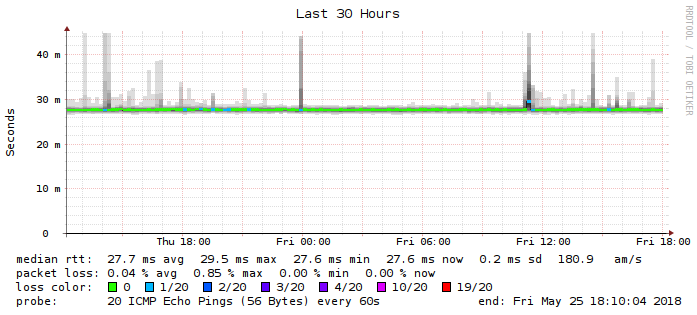 Last 30 Hours
RRDTOOL / TOBI OETIKER
Seconds
40 m
30 m
20 m
10 m
0
Thu 18:00 Fri 00:00 Fri 06:00 Fri 12:00 Fri 18:00
median rtt: 27.7 ms avg 29.5 ms max 27.6 ms min 27.6 ms now 0.2 ms sd 180.9 am/s
packet loss: 0.04 % avg 0.85 % max 0.00 % min 0.00 % now
loss color: 0 1/20 2/20 3/20 4/20 10/20 19/20
probe: 20 ICMP Echo Pings (56 Bytes) every 60s end: Fri May 25 18:10:04 2018